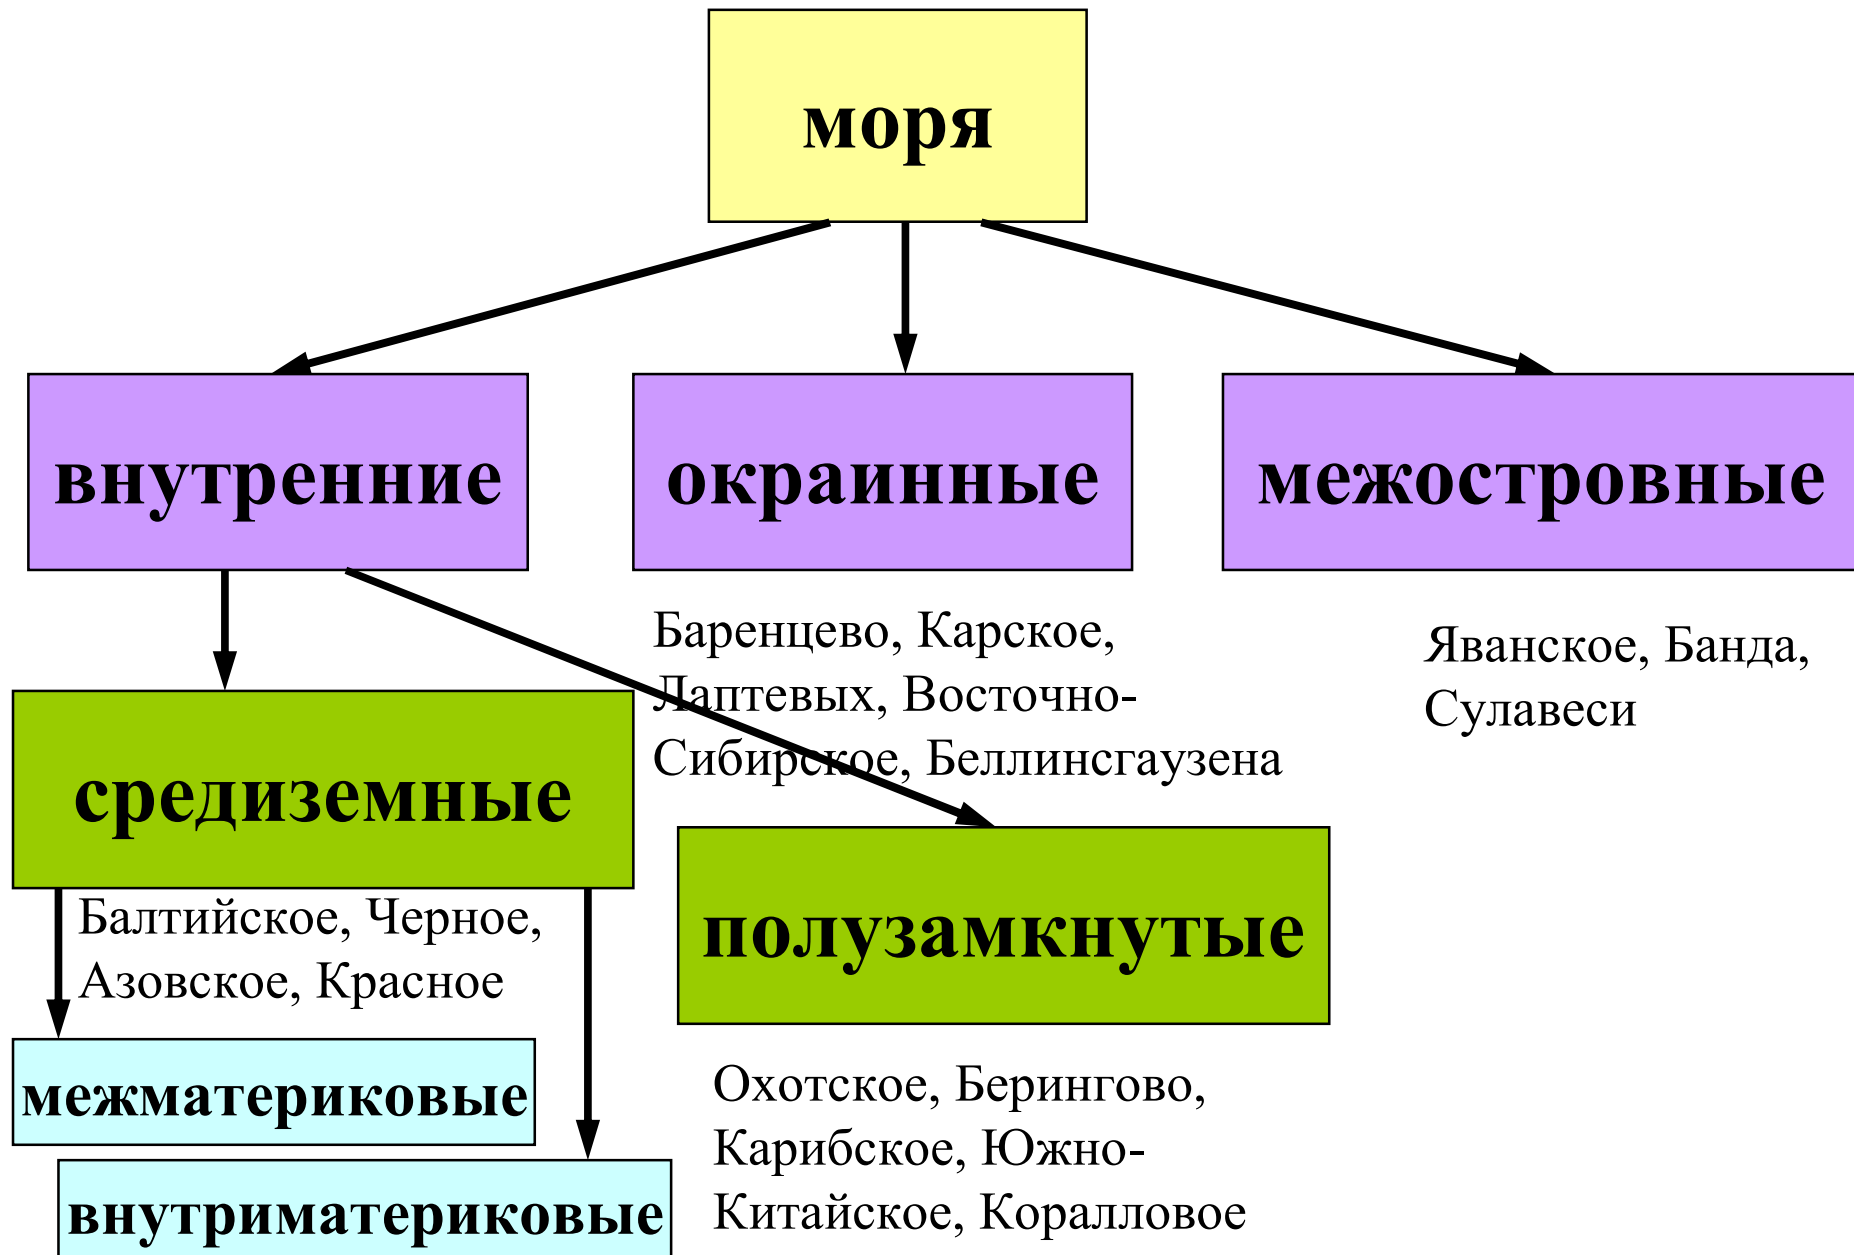 моря
внутренние
окраинные
межостровные
Баренцево, Карское,
Лаптевых, Восточно-
Сибирское, Беллинсгаузена
Яванское, Банда,
Сулавеси
средиземные
полузамкнутые
Балтийское, Черное,
Азовское, Красное
межматериковые
внутриматериковые
Охотское, Берингово,
Карибское, Южно-
Китайское, Коралловое